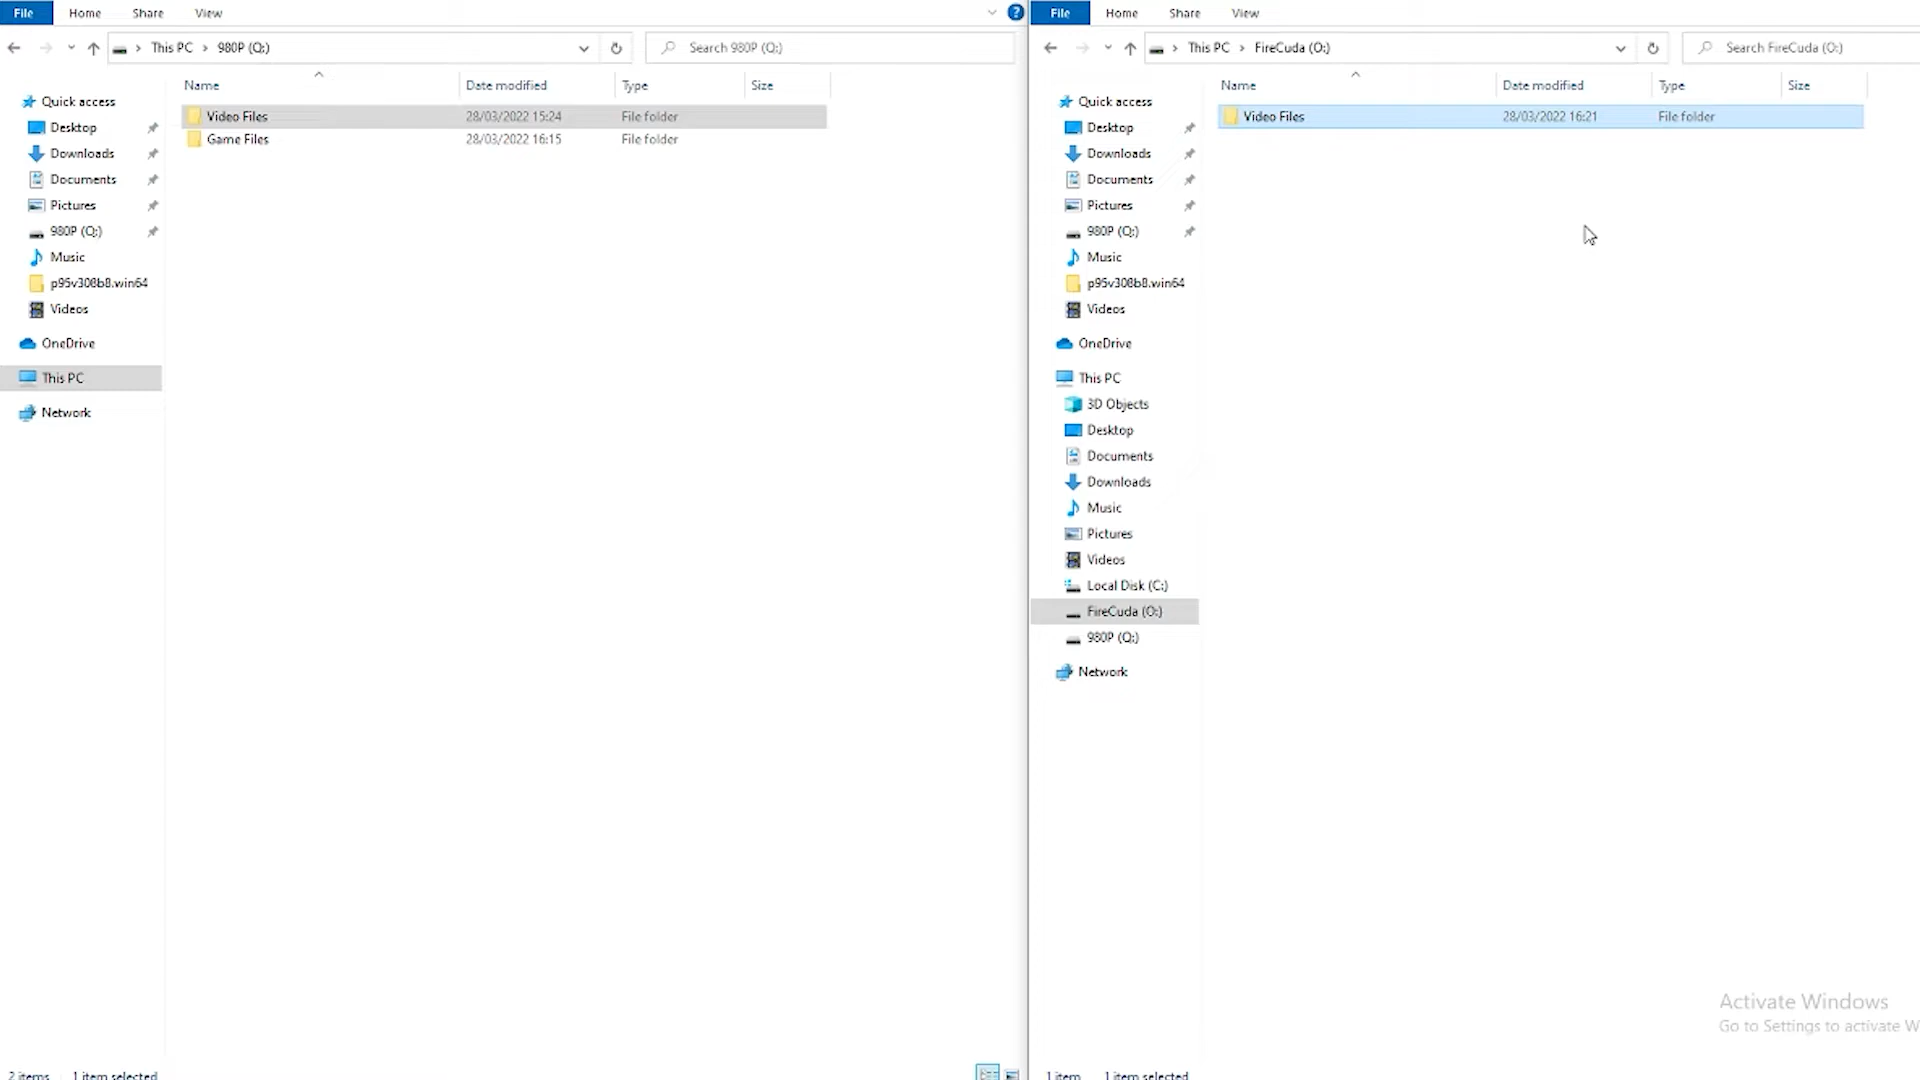 File Home Share View
This PC 980P (Q:)
Search 980P (Q:)
Name Date modified Type Size
Quick access
Desktop
Downloads
Documents
Pictures
980P (Q:)
Music
p95v308b8.win64
Videos
OneDrive
This PC
Network
Video Files 28/03/2022 15:24 File folder
Game Files 28/03/2022 16:15 File folder
2 items 1 item selected
File Home Share View
This PC FireCuda (O:)
Search FireCuda (O:)
Name Date modified Type Size
Quick access
Desktop
Downloads
Documents
Pictures
980P (Q:)
Music
p95v308b8.win64
Videos
OneDrive
This PC
3D Objects
Desktop
Documents
Downloads
Music
Pictures
Videos
Local Disk (C:)
FireCuda (O:)
980P (Q:)
Network
Video Files 28/03/2022 16:21 File folder
Activate Windows
Go to Settings to activate W
1 item 1 item selected